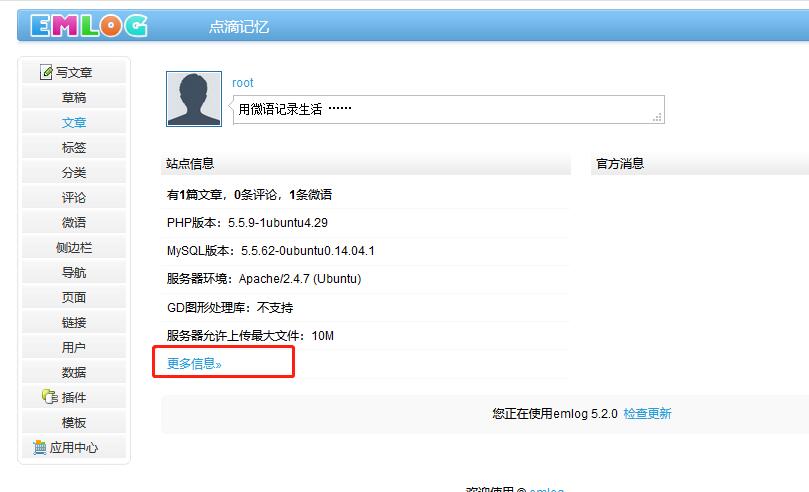 EMLOG 点滴记忆
写文章
草稿
文章
标签
分类
评论
微语
侧边栏
导航
页面
链接
用户
数据
插件
模板
应用中心
root
用微语记录生活 ……
站点信息
有1篇文章，0条评论，1条微语
PHP版本：5.5.9-1ubuntu4.29
MySQL版本：5.5.62-0ubuntu0.14.04.1
服务器环境：Apache/2.4.7 (Ubuntu)
GD图形处理库：不支持
服务器允许上传最大文件：10M
更多信息»
官方消息
您正在使用emlog 5.2.0 检查更新
欢迎使用 © emlog